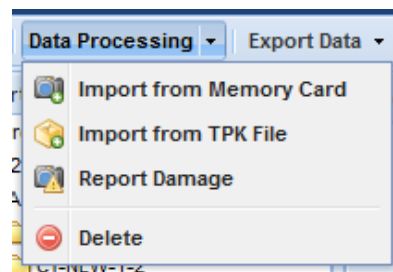 Data Processing
Export Data
Import from Memory Card
Import from TPK File
Report Damage
Delete